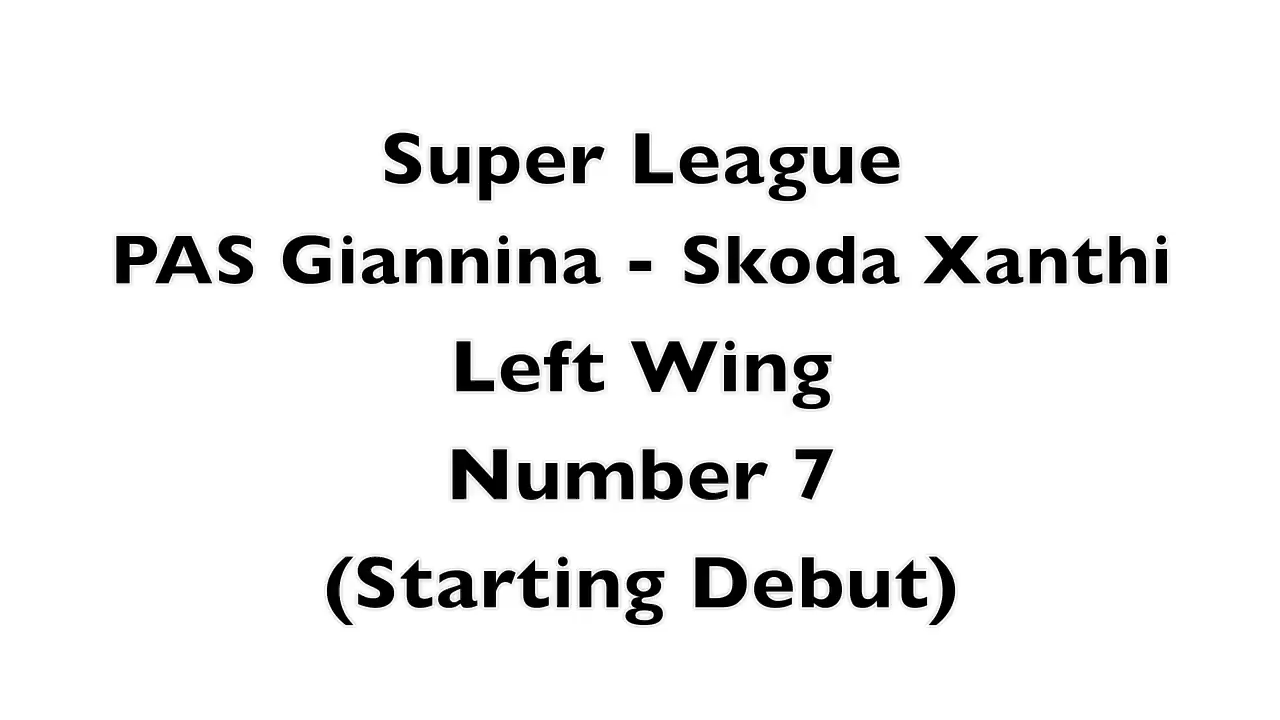 Super League
PAS Giannina - Skoda Xanthi
Left Wing
Number 7
(Starting Debut)